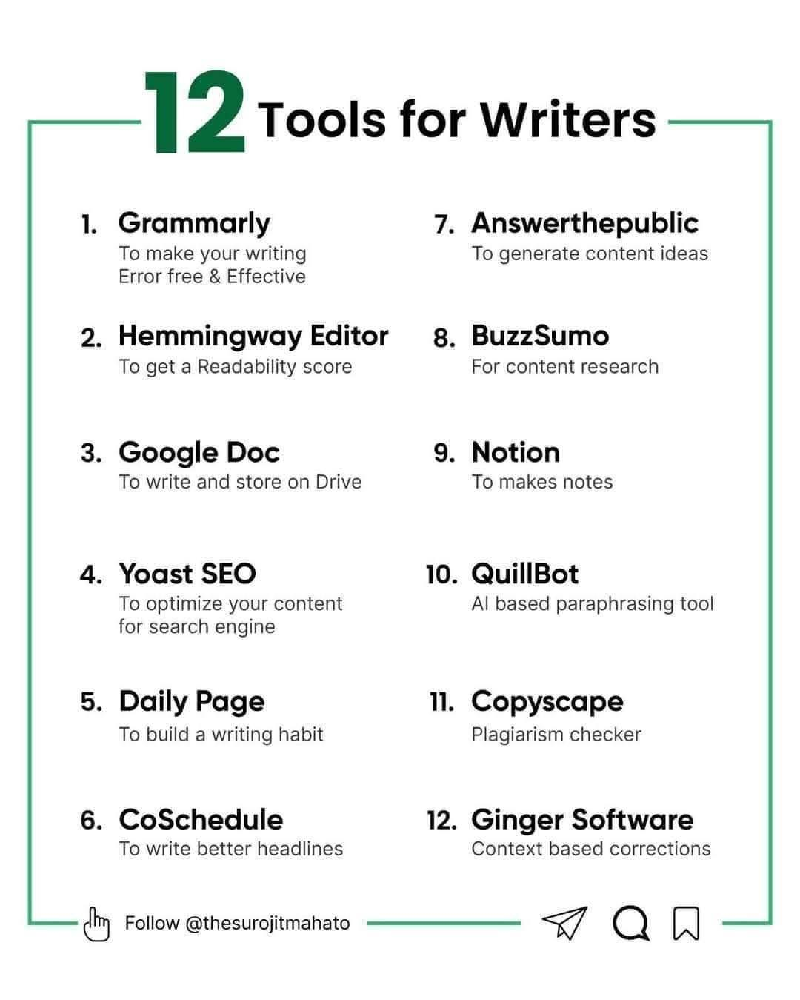 12 Tools for Writers
1. Grammarly
To make your writing
Error free & Effective
2. Hemmingway Editor
To get a Readability score
3. Google Doc
To write and store on Drive
4. Yoast SEO
To optimize your content
for search engine
5. Daily Page
To build a writing habit
6. CoSchedule
To write better headlines
7. Answerthepublic
To generate content ideas
8. BuzzSumo
For content research
9. Notion
To makes notes
10. QuillBot
AI based paraphrasing tool
11. Copyscape
Plagiarism checker
12. Ginger Software
Context based corrections
Follow @thesurojitmahato